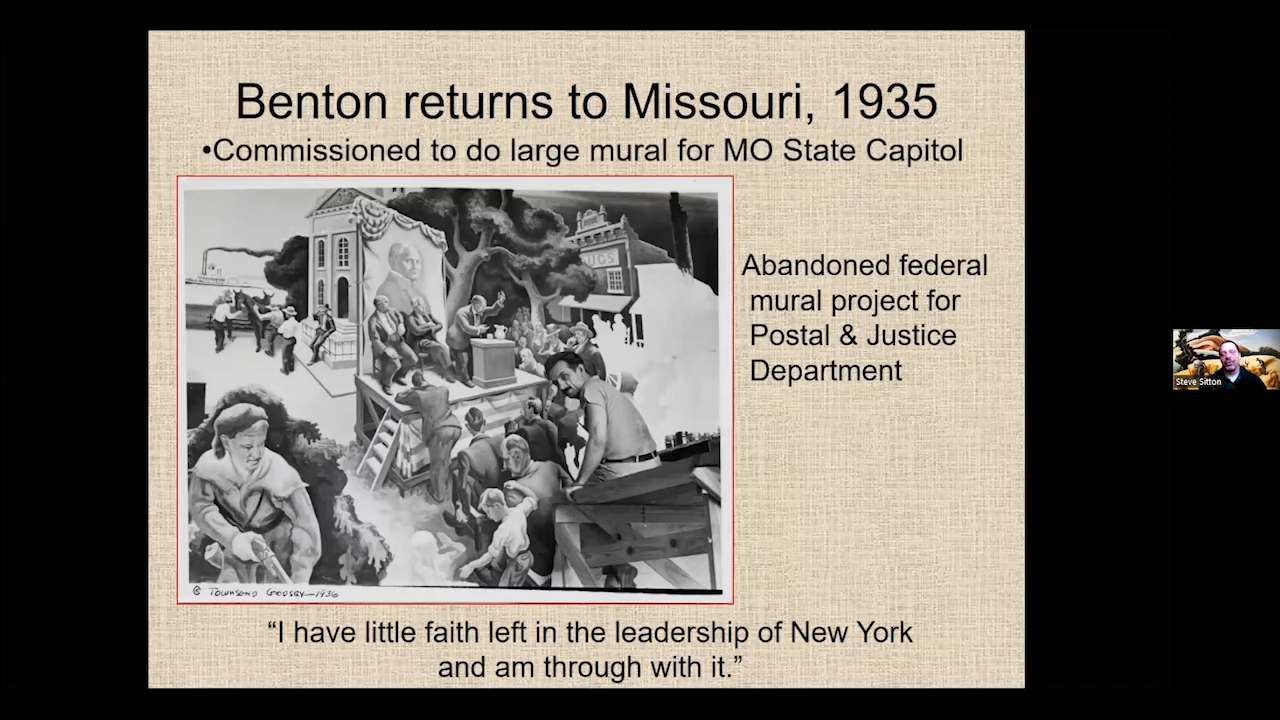 Benton returns to Missouri, 1935
•Commissioned to do large mural for MO State Capitol
UGS
Abandoned federal
mural project for
Postal & Justice
Department
Steve Sitton
© TOWNSEND GODSEY—1936
“I have little faith left in the leadership of New York
and am through with it.”